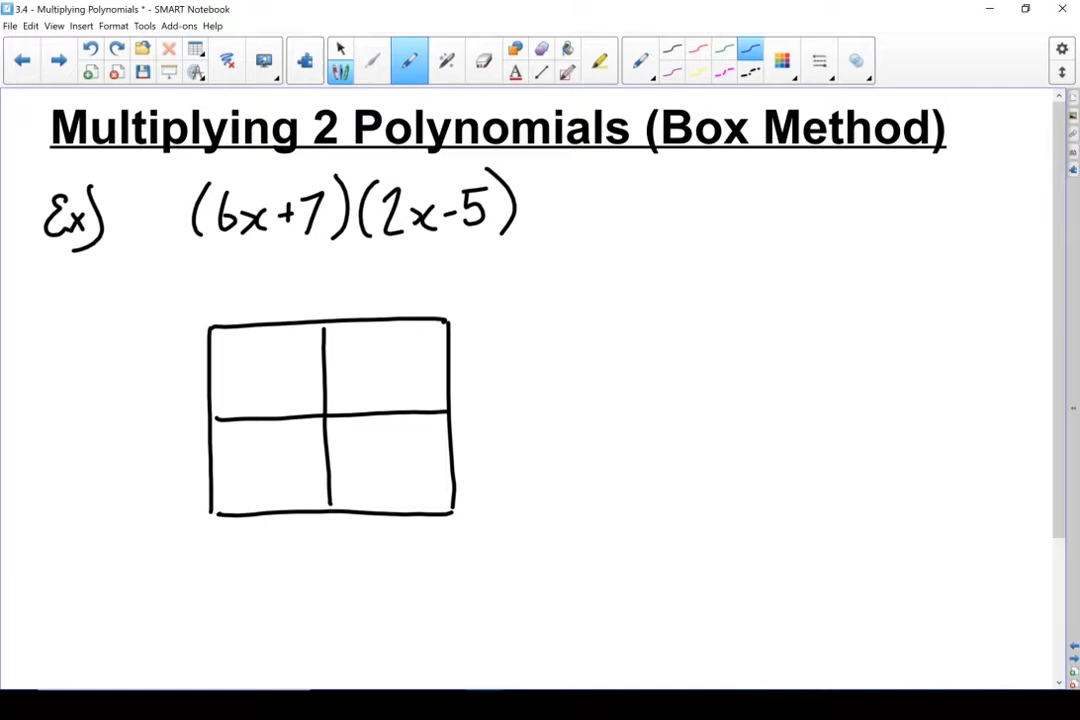 3.4 - Multiplying Polynomials * - SMART Notebook
File Edit View Insert Format Tools Add-ons Help
Multiplying 2 Polynomials (Box Method)
Ex) (6x+7)(2x-5)